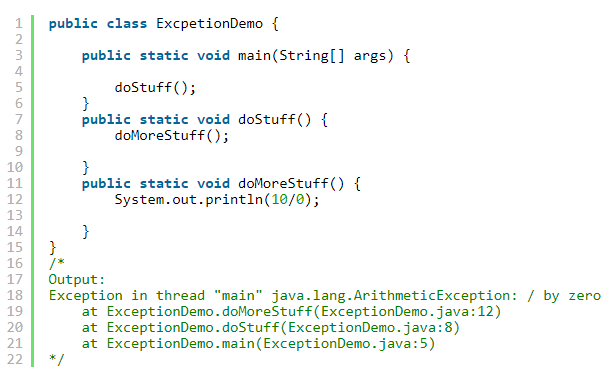 1 public class ExcpetionDemo {
2
3 public static void main(String[] args) {
4
5 doStuff();
6 }
7 public static void doStuff() {
8 doMoreStuff();
9
10 }
11 public static void doMoreStuff() {
12 System.out.println(10/0);
13
14 }
15 }
16 /*
17 Output:
18 Exception in thread "main" java.lang.ArithmeticException: / by zero
19 at ExceptionDemo.doMoreStuff(ExceptionDemo.java:12)
20 at ExceptionDemo.doStuff(ExceptionDemo.java:8)
21 at ExceptionDemo.main(ExceptionDemo.java:5)
22 */